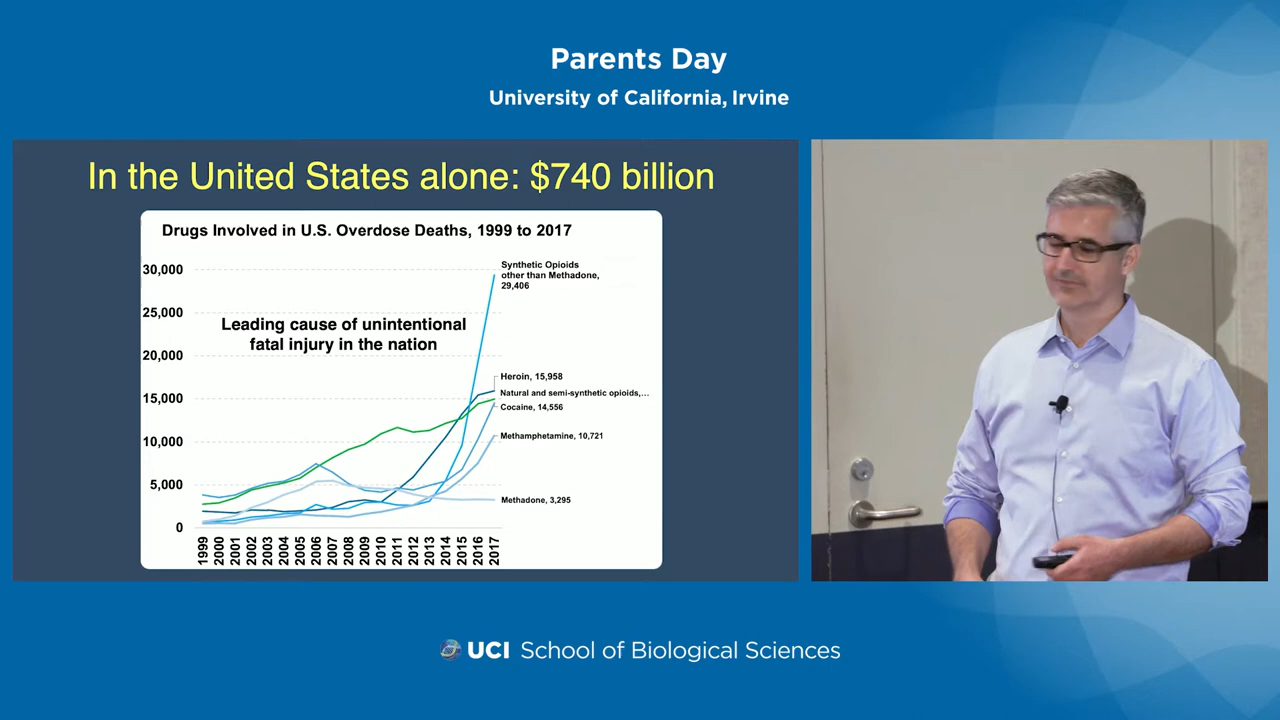 Parents Day
University of California, Irvine
In the United States alone: $740 billion
Drugs Involved in U.S. Overdose Deaths, 1999 to 2017
30,000
25,000
20,000
15,000
10,000
5,000
0
Leading cause of unintentional
fatal injury in the nation
Synthetic Opioids
other than Methadone,
29,406
Heroin, 15,958
Natural and semi-synthetic opioids,...
Cocaine, 14,556
Methamphetamine, 10,721
Methadone, 3,295
1999
2000
2001
2002
2003
2004
2005
2006
2007
2008
2009
2010
2011
2012
2013
2014
2015
2016
2017
UCI School of Biological Sciences